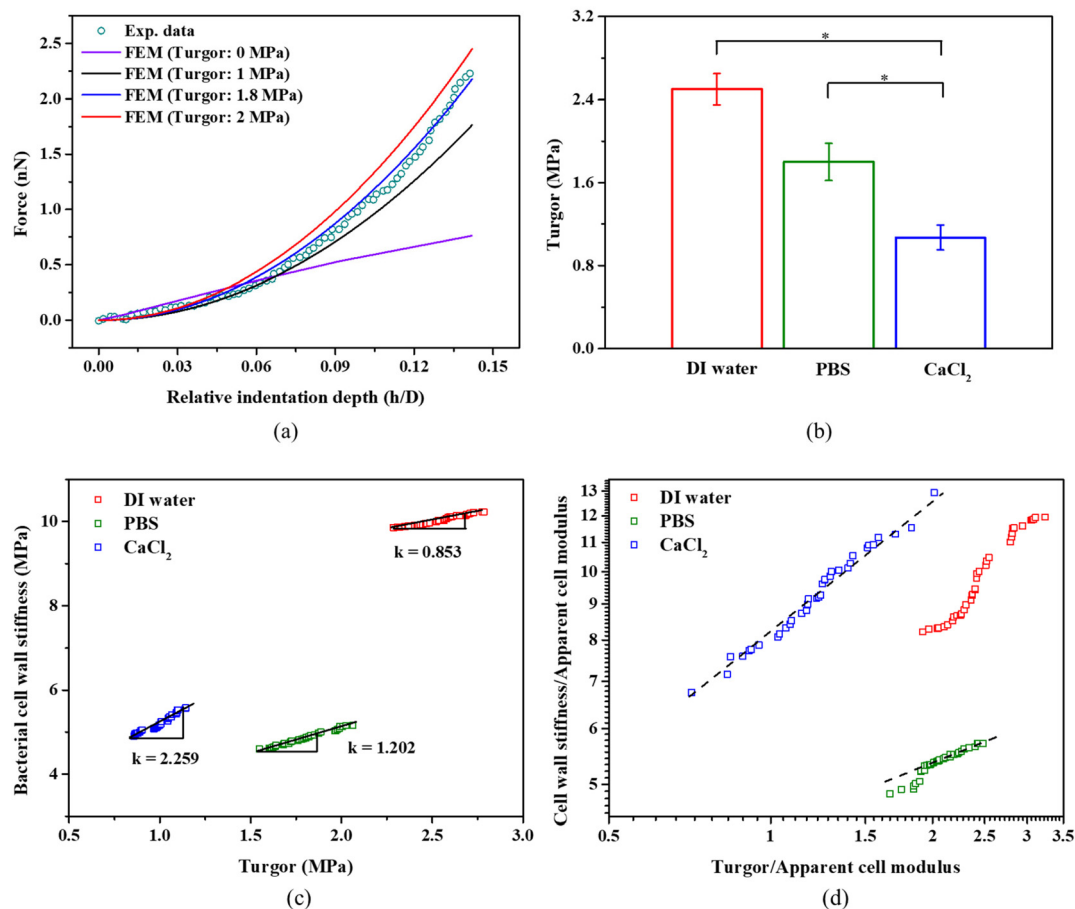 Exp. data
FEM (Turgor: 0 MPa)
FEM (Turgor: 1 MPa)
FEM (Turgor: 1.8 MPa)
FEM (Turgor: 2 MPa)
2.5
2.0
1.5
1.0
0.5
0.0
Force (nN)
0.00 0.03 0.06 0.09 0.12 0.15
Relative indentation depth (h/D)
(a)
3.2
2.4
1.6
0.8
0.0
Turgor (MPa)
*
*
DI water PBS CaCl₂
(b)
DI water
PBS
CaCl₂
10
8
6
4
Bacterial cell wall stiffness (MPa)
k = 0.853
k = 2.259
k = 1.202
0.5 1.0 1.5 2.0 2.5 3.0
Turgor (MPa)
(c)
DI water
PBS
CaCl₂
13
12
11
10
9
8
7
6
5
Cell wall stiffness/Apparent cell modulus
0.5 1 1.5 2 2.5 3 3.5
Turgor/Apparent cell modulus
(d)